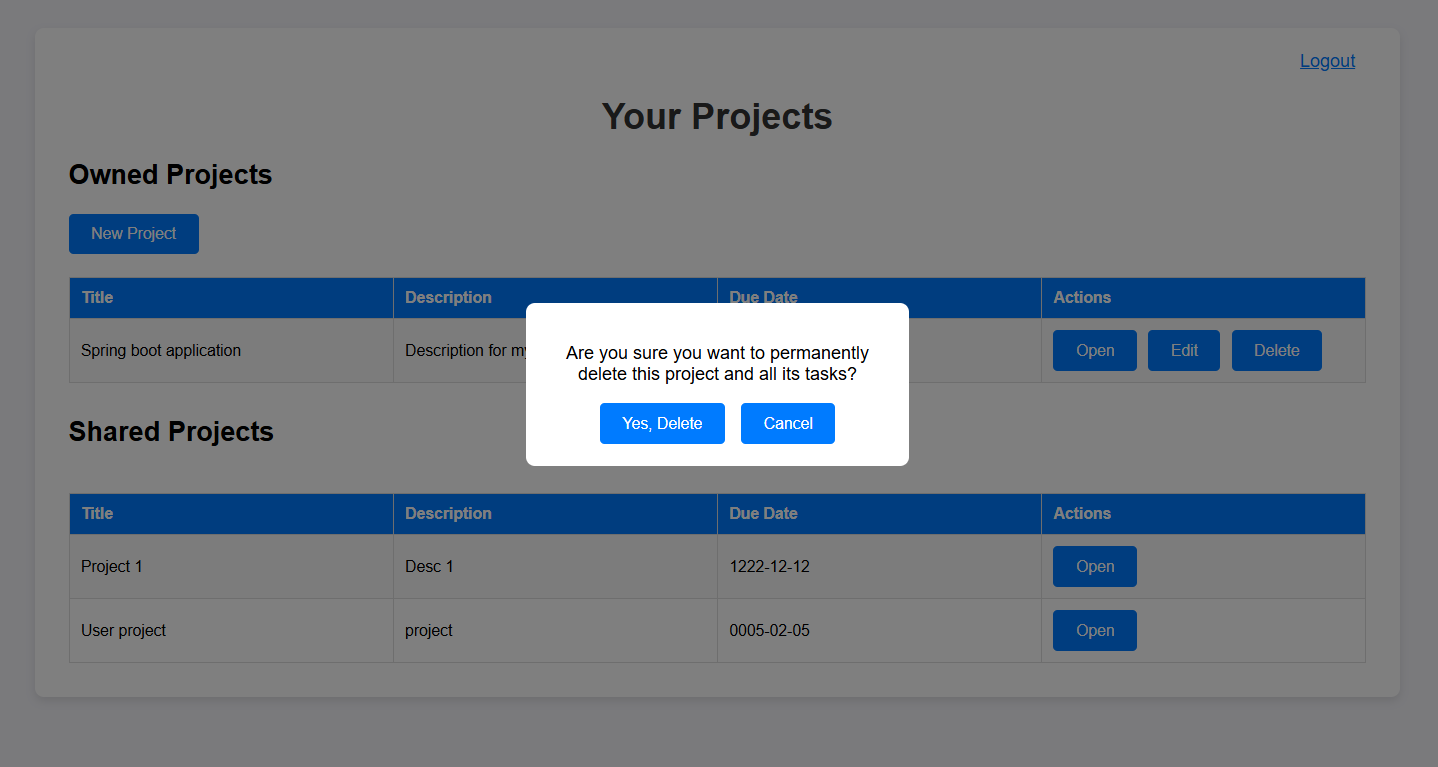 Logout
Your Projects
Owned Projects
New Project
Title Description Due Date Actions
Spring boot application Description for my Open Edit Delete
Are you sure you want to permanently
delete this project and all its tasks?
Yes, Delete Cancel
Shared Projects
Title Description Due Date Actions
Project 1 Desc 1 1222-12-12 Open
User project project 0005-02-05 Open